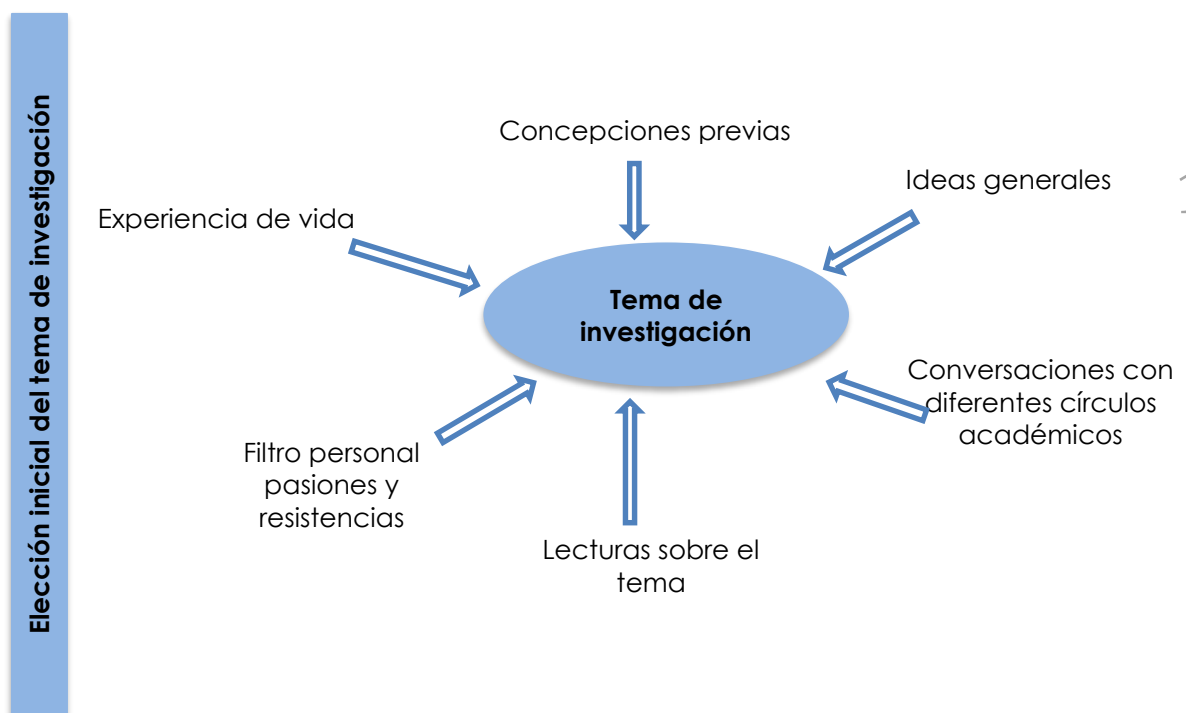 Elección inicial del tema de investigación
Concepciones previas
Ideas generales
Experiencia de vida
Tema de
investigación
Conversaciones con
diferentes círculos
académicos
Filtro personal
pasiones y
resistencias
Lecturas sobre el
tema